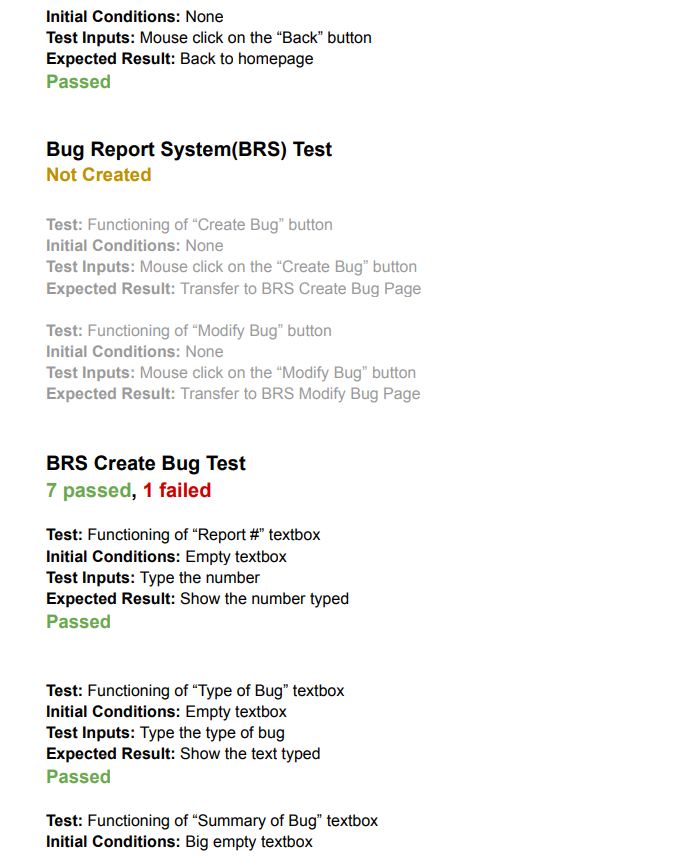 Initial Conditions: None
Test Inputs: Mouse click on the “Back” button
Expected Result: Back to homepage
Passed
Bug Report System(BRS) Test
Not Created
Test: Functioning of “Create Bug” button
Initial Conditions: None
Test Inputs: Mouse click on the “Create Bug” button
Expected Result: Transfer to BRS Create Bug Page
Test: Functioning of “Modify Bug” button
Initial Conditions: None
Test Inputs: Mouse click on the “Modify Bug” button
Expected Result: Transfer to BRS Modify Bug Page
BRS Create Bug Test
7 passed, 1 failed
Test: Functioning of “Report #” textbox
Initial Conditions: Empty textbox
Test Inputs: Type the number
Expected Result: Show the number typed
Passed
Test: Functioning of “Type of Bug” textbox
Initial Conditions: Empty textbox
Test Inputs: Type the type of bug
Expected Result: Show the text typed
Passed
Test: Functioning of “Summary of Bug” textbox
Initial Conditions: Big empty textbox